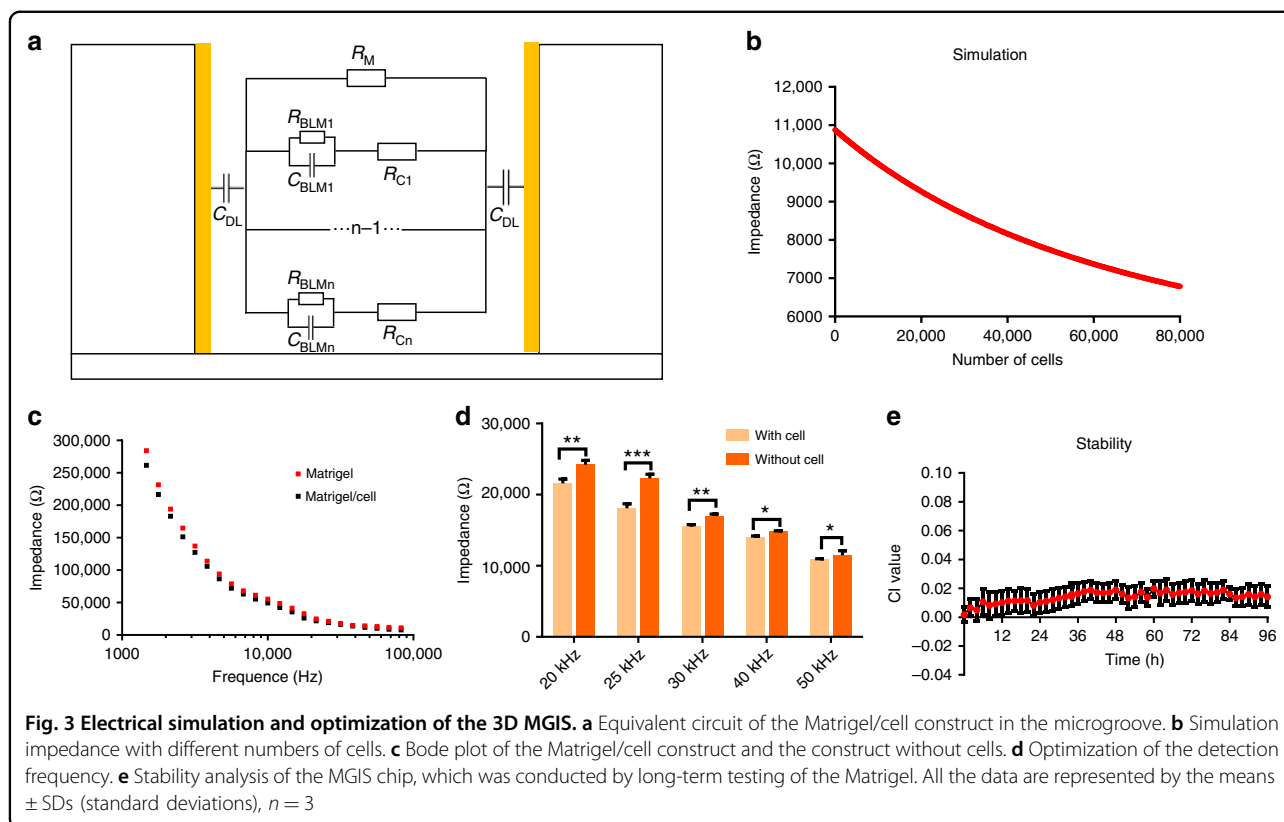 a
R_M
R_BLM1
C_BLM1
R_C1
C_DL
C_DL
···n−1···
R_BLMn
C_BLMn
R_Cn
b
Simulation
12,000
11,000
10,000
9000
8000
7000
6000
Impedance (Ω)
0
20,000
40,000
60,000
80,000
Number of cells
c
300,000
250,000
200,000
150,000
100,000
50,000
0
Impedance (Ω)
Matrigel
Matrigel/cell
1000
10,000
100,000
Frequence (Hz)
d
30,000
20,000
10,000
0
Impedance (Ω)
With cell
Without cell
**
***
**
*
*
20 kHz
25 kHz
30 kHz
40 kHz
50 kHz
e
Stability
0.10
0.08
0.06
0.04
0.02
0.00
−0.02
−0.04
CI value
12
24
36
48
60
72
84
96
Time (h)
Fig. 3 Electrical simulation and optimization of the 3D MGIS. a Equivalent circuit of the Matrigel/cell construct in the microgroove. b Simulation
impedance with different numbers of cells. c Bode plot of the Matrigel/cell construct and the construct without cells. d Optimization of the detection
frequency. e Stability analysis of the MGIS chip, which was conducted by long-term testing of the Matrigel. All the data are represented by the means
± SDs (standard deviations), n = 3